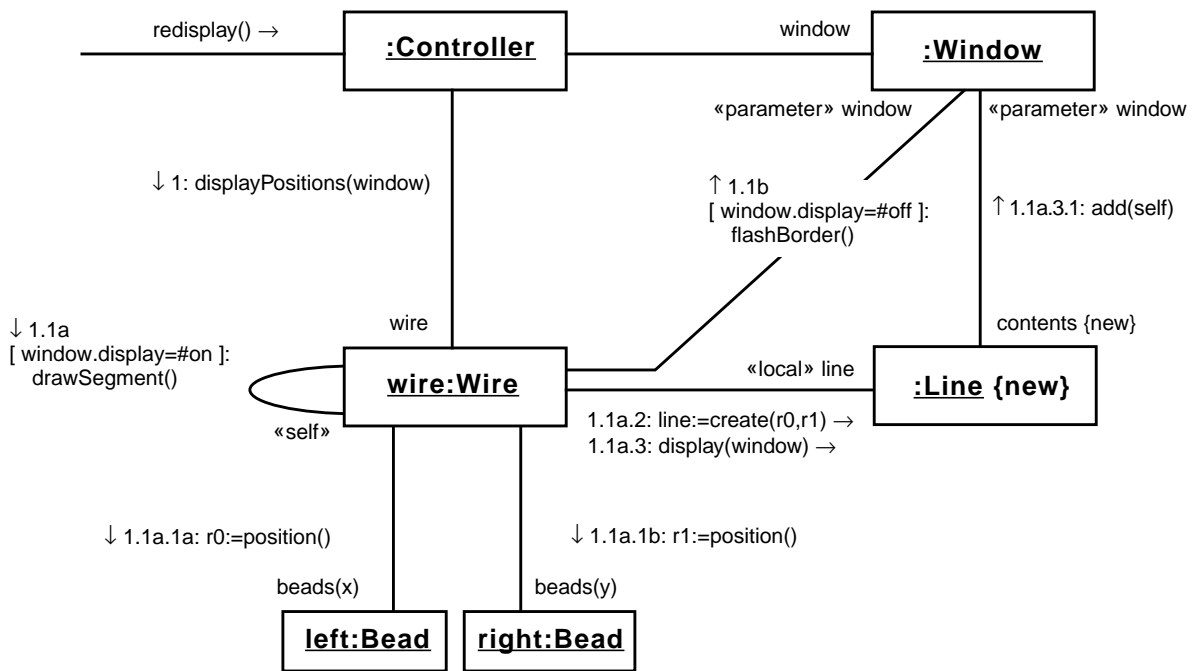 redisplay() →
:Controller
window
:Window
«parameter» window
«parameter» window
↓ 1: displayPositions(window)
↑ 1.1b
[ window.display=#off ]:
flashBorder()
↑ 1.1a.3.1: add(self)
↓ 1.1a
[ window.display=#on ]:
drawSegment()
wire
contents {new}
wire:Wire
«local» line
:Line {new}
«self»
1.1a.2: line:=create(r0,r1) →
1.1a.3: display(window) →
↓ 1.1a.1a: r0:=position()
↓ 1.1a.1b: r1:=position()
beads(x)
beads(y)
left:Bead
right:Bead